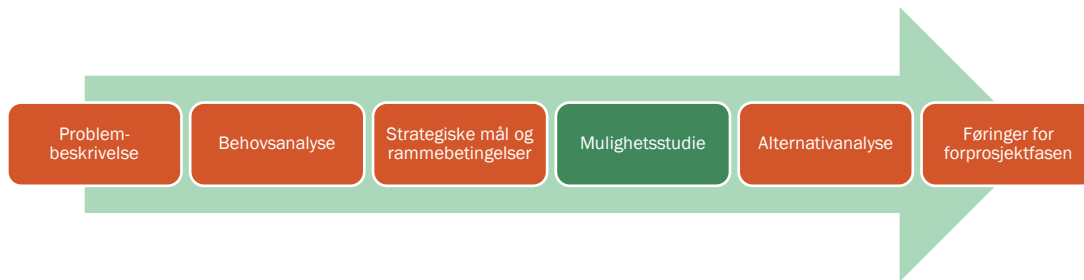 Problem-
beskrivelse
Behovsanalyse
Strategiske mål og
rammebetingelser
Mulighetsstudie
Alternativanalyse
Føringer for
forprosjektfasen